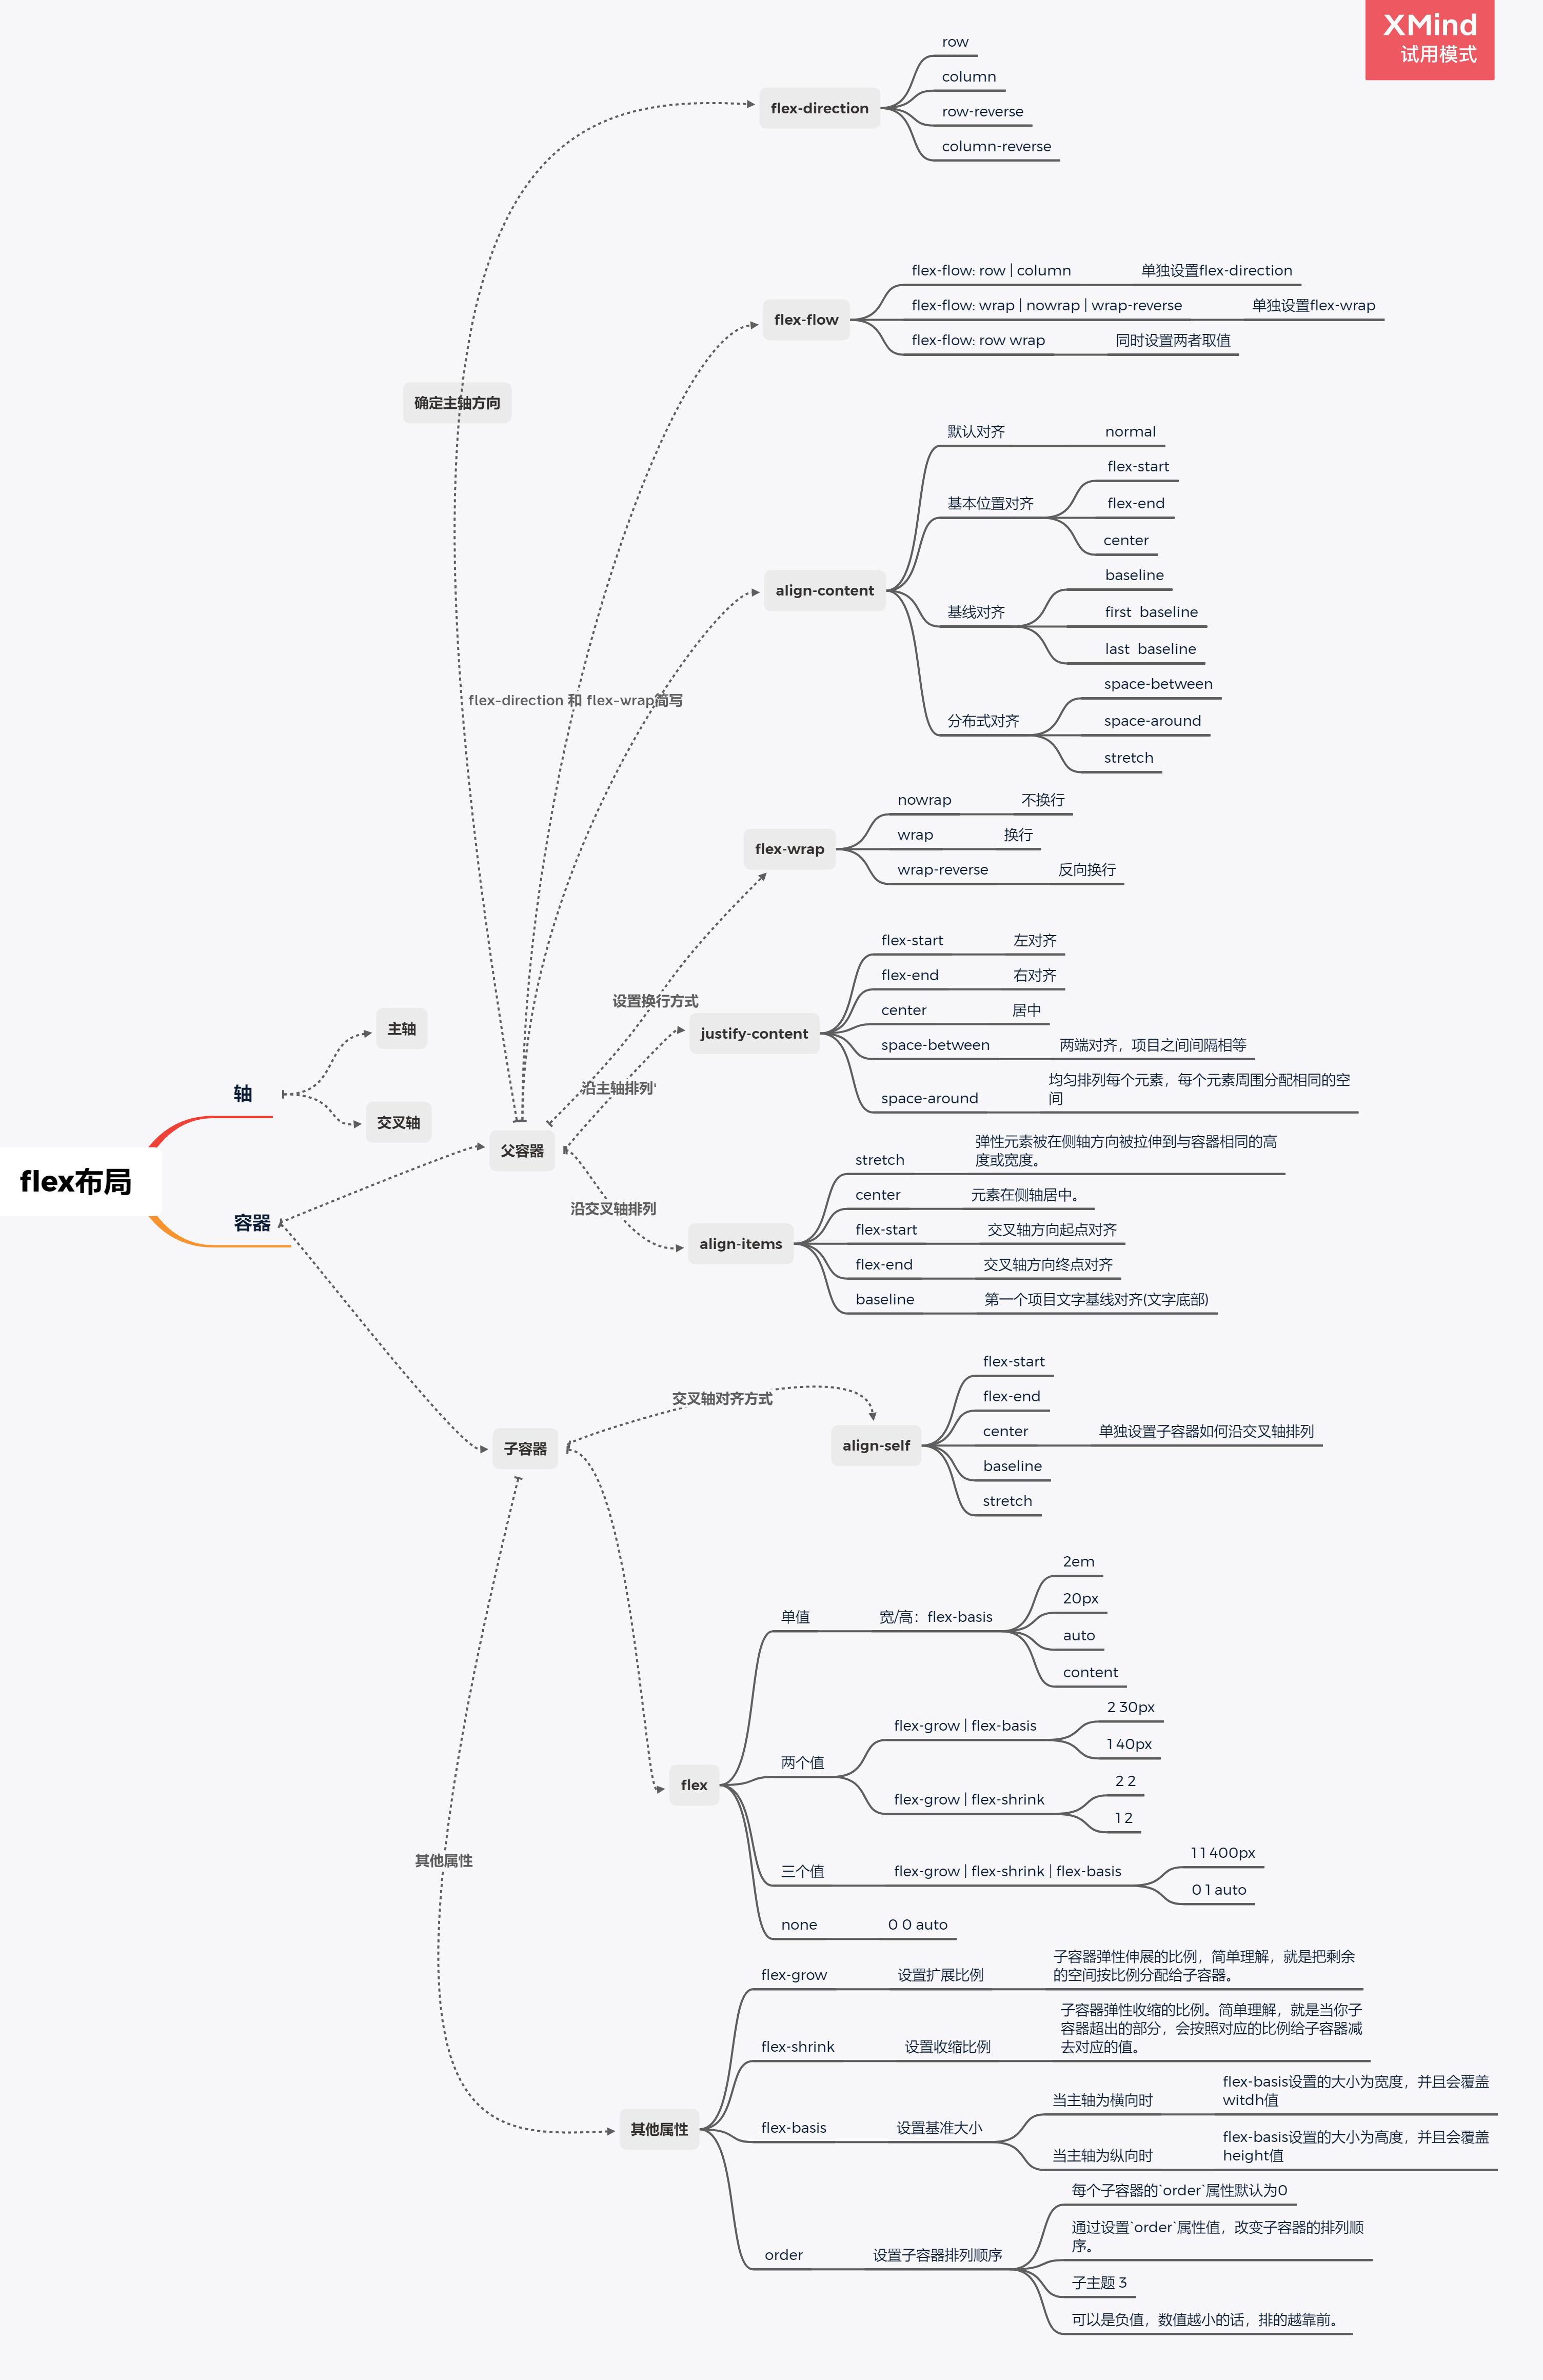 XMind
试用模式
flex布局
轴
主轴
交叉轴
容器
父容器
确定主轴方向
flex-direction
row
column
row-reverse
column-reverse
flex-direction 和 flex-wrap简写
flex-flow
flex-flow: row | column
单独设置flex-direction
flex-flow: wrap | nowrap | wrap-reverse
单独设置flex-wrap
flex-flow: row wrap
同时设置两者取值
align-content
默认对齐
normal
基本位置对齐
flex-start
flex-end
center
基线对齐
baseline
first baseline
last baseline
分布式对齐
space-between
space-around
stretch
设置换行方式
flex-wrap
nowrap
不换行
wrap
换行
wrap-reverse
反向换行
沿主轴排列'
justify-content
flex-start
左对齐
flex-end
右对齐
center
居中
space-between
两端对齐，项目之间间隔相等
space-around
均匀排列每个元素，每个元素周围分配相同的空
间
沿交叉轴排列
align-items
stretch
弹性元素被在侧轴方向被拉伸到与容器相同的高
度或宽度。
center
元素在侧轴居中。
flex-start
交叉轴方向起点对齐
flex-end
交叉轴方向终点对齐
baseline
第一个项目文字基线对齐(文字底部)
子容器
交叉轴对齐方式
align-self
flex-start
flex-end
center
单独设置子容器如何沿交叉轴排列
baseline
stretch
flex
单值
宽/高：flex-basis
2em
20px
auto
content
两个值
flex-grow | flex-basis
2 30px
1 40px
flex-grow | flex-shrink
2 2
1 2
三个值
flex-grow | flex-shrink | flex-basis
1 1 400px
0 1 auto
none
0 0 auto
其他属性
其他属性
flex-grow
设置扩展比例
子容器弹性伸展的比例，简单理解，就是把剩余
的空间按比例分配给子容器。
flex-shrink
设置收缩比例
子容器弹性收缩的比例。简单理解，就是当你子
容器超出的部分，会按照对应的比例给子容器减
去对应的值。
flex-basis
设置基准大小
当主轴为横向时
flex-basis设置的大小为宽度，并且会覆盖
witdh值
当主轴为纵向时
flex-basis设置的大小为高度，并且会覆盖
height值
order
设置子容器排列顺序
每个子容器的`order`属性默认为0
通过设置`order`属性值，改变子容器的排列顺
序。
子主题 3
可以是负值，数值越小的话，排的越靠前。